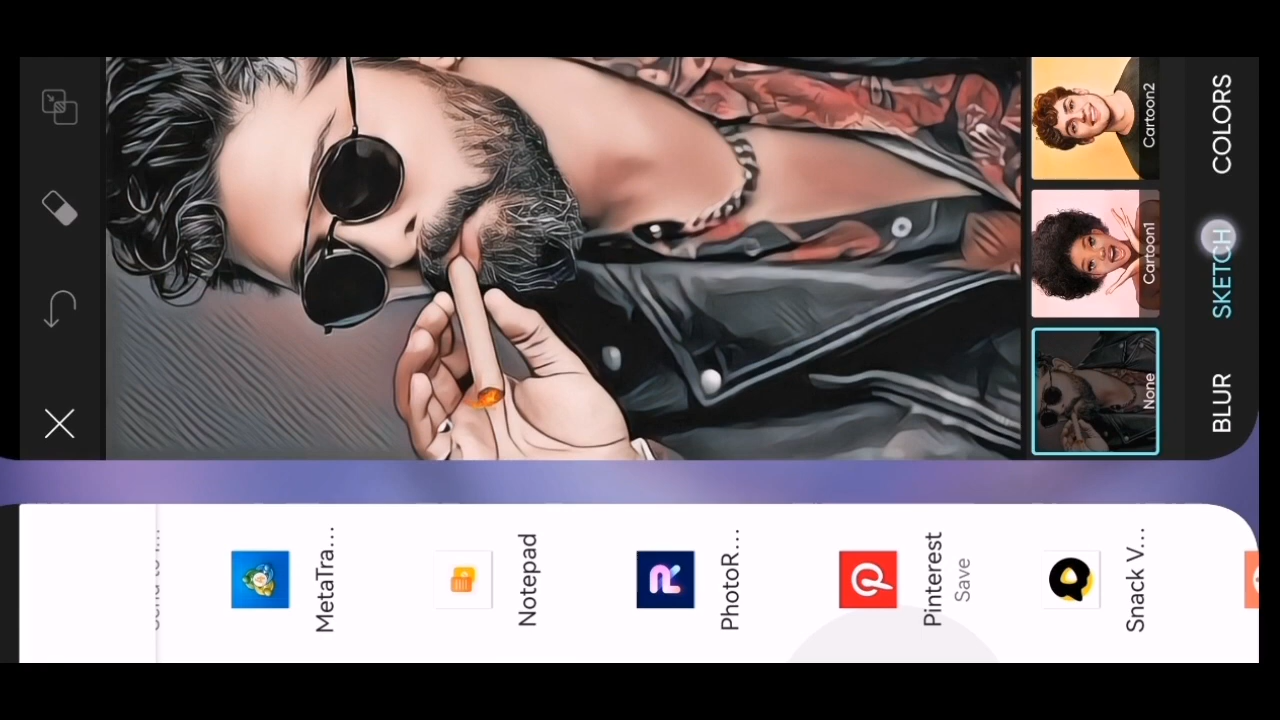 BLUR
SKETCH
COLORS
None
Cartoon1
Cartoon2
MetaTra...
Notepad
PhotoR...
Pinterest
Save
Snack V...